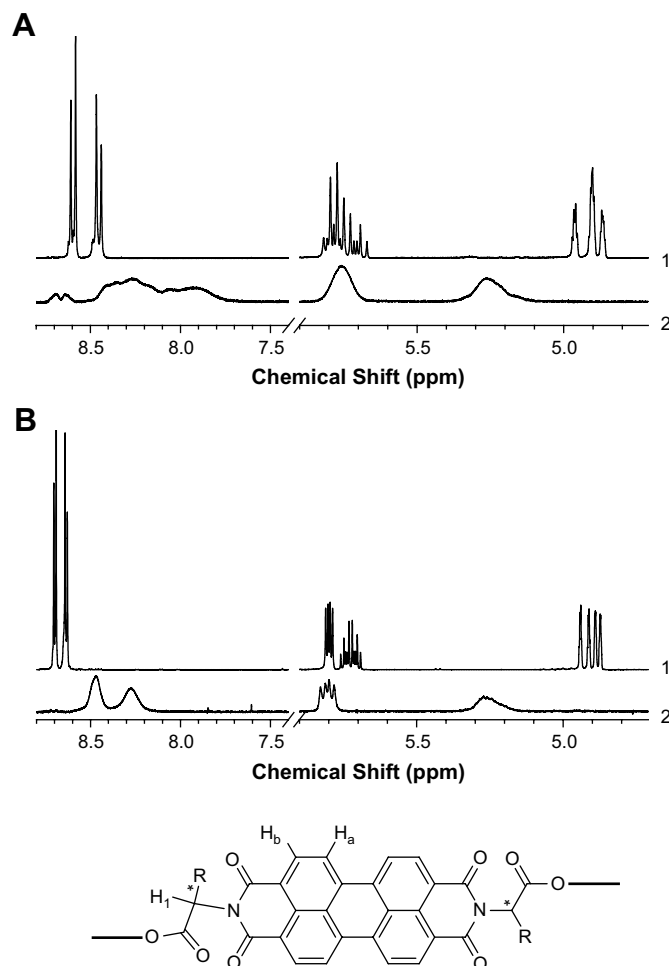 A
1
2
8.5 8.0 7.5 5.5 5.0
Chemical Shift (ppm)
B
1
2
8.5 8.0 7.5 5.5 5.0
Chemical Shift (ppm)
Hb Ha
O O O
R
H1 * N N * O
O O O O R